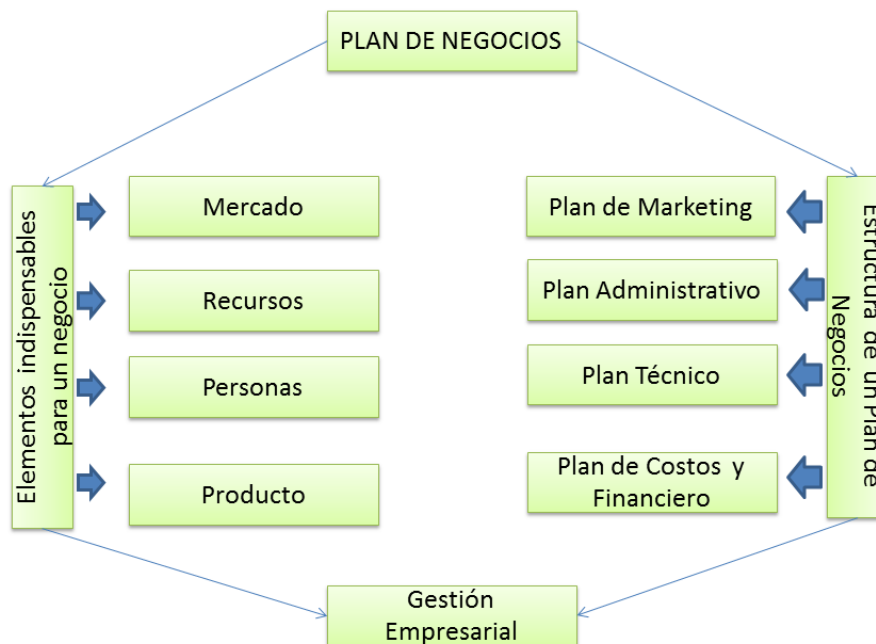 PLAN DE NEGOCIOS
Elementos indispensables
para un negocio
Mercado
Recursos
Personas
Producto
Plan de Marketing
Plan Administrativo
Plan Técnico
Plan de Costos y
Financiero
Estructura de un Plan de
Negocios
Gestión
Empresarial